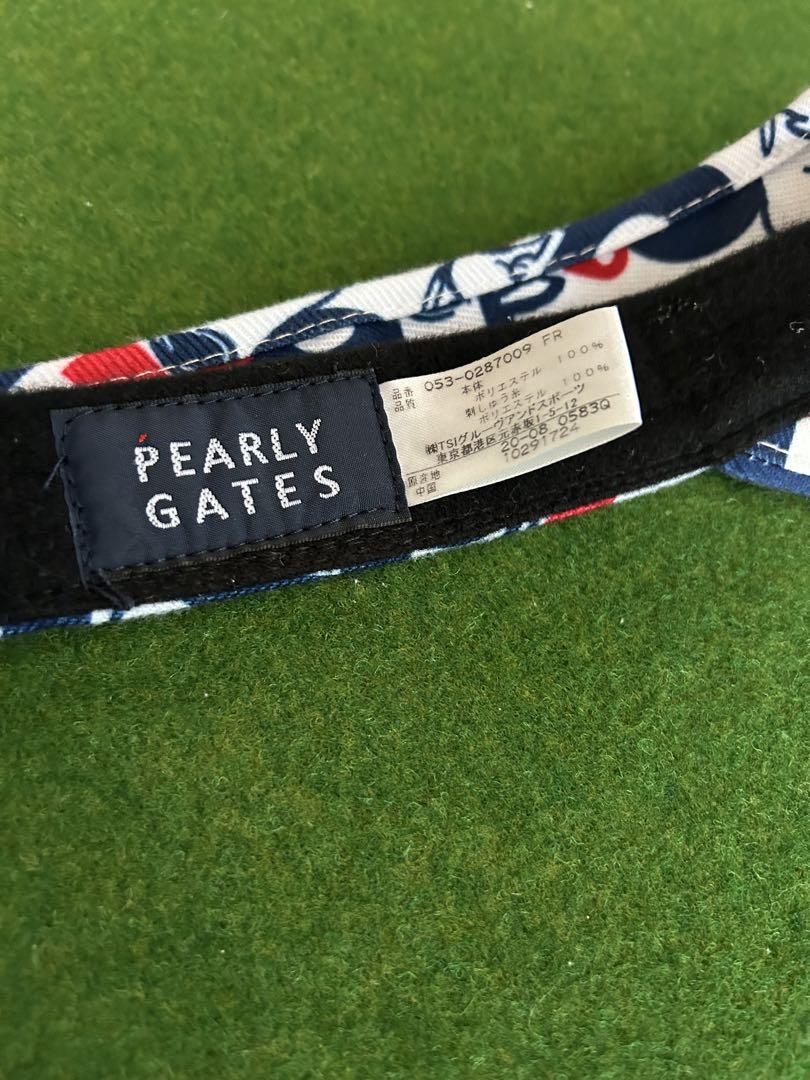 PEARLY
GATES
品番 053-0287009 FR
品質 本体
ポリエステル 100%
刺しゅう糸
ポリエステル 100%
㈱TSIグルーヴアンドスポーツ
東京都港区元赤坂1-5-12
20-08 0583Q
10291724
原産地
中国